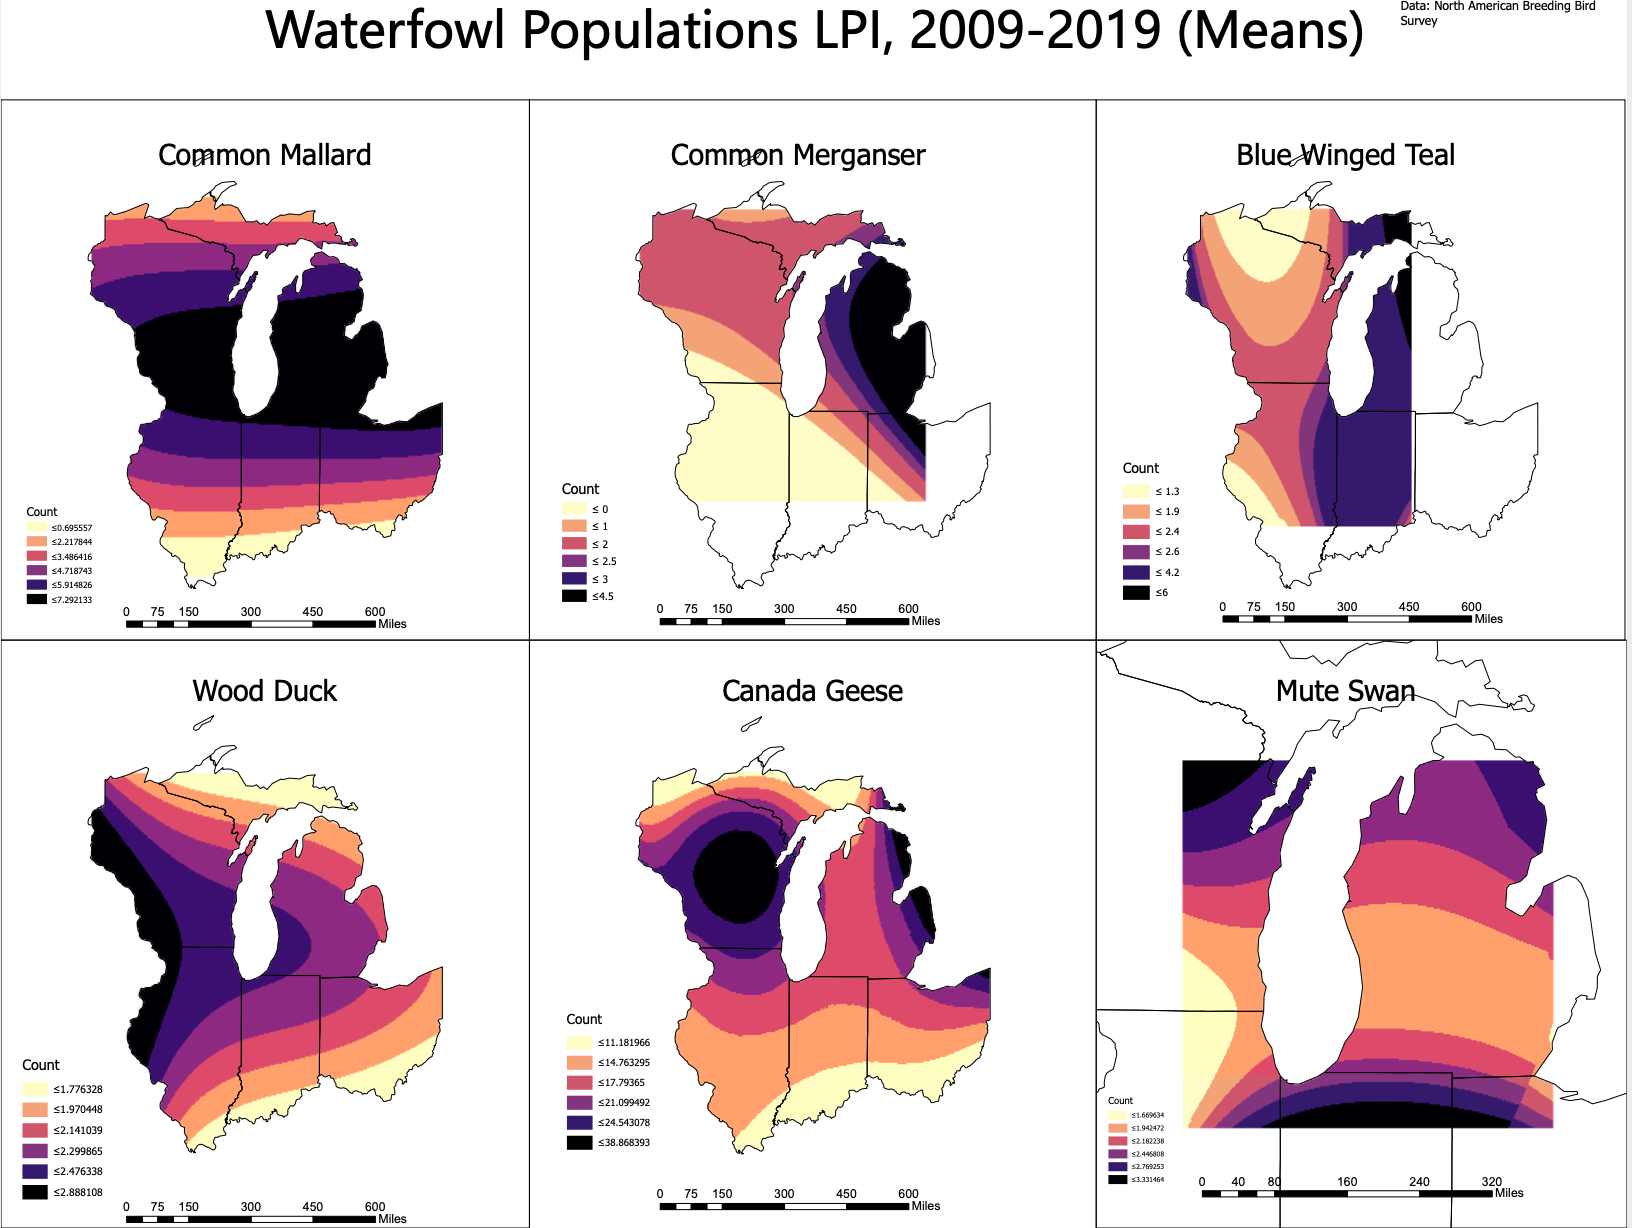 Waterfowl Populations LPI, 2009-2019 (Means)
Data: North American Breeding Bird
Survey
Common Mallard
Count
≤0.695557
≤2.217844
≤3.486416
≤4.718743
≤5.914826
≤7.292133
0 75 150 300 450 600
Miles
Common Merganser
Count
≤ 0
≤ 1
≤ 2
≤ 2.5
≤ 3
≤4.5
0 75 150 300 450 600
Miles
Blue Winged Teal
Count
≤ 1.3
≤ 1.9
≤ 2.4
≤ 2.6
≤ 4.2
≤6
0 75 150 300 450 600
Miles
Wood Duck
Count
≤1.776328
≤1.970448
≤2.141039
≤2.299865
≤2.476338
≤2.888108
0 75 150 300 450 600
Miles
Canada Geese
Count
≤11.181966
≤14.763295
≤17.79365
≤21.099492
≤24.543078
≤38.868393
0 75 150 300 450 600
Miles
Mute Swan
Count
≤1.669634
≤1.942472
≤2.182238
≤2.446808
≤2.769253
≤3.331464
0 40 80 160 240 320
Miles